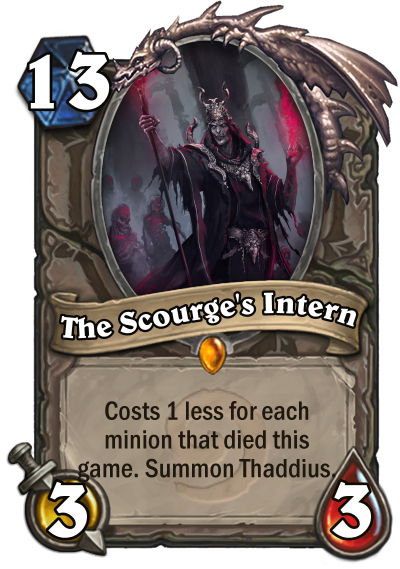 13
The Scourge's Intern
Costs 1 less for each
minion that died this
game. Summon Thaddius.
3
3